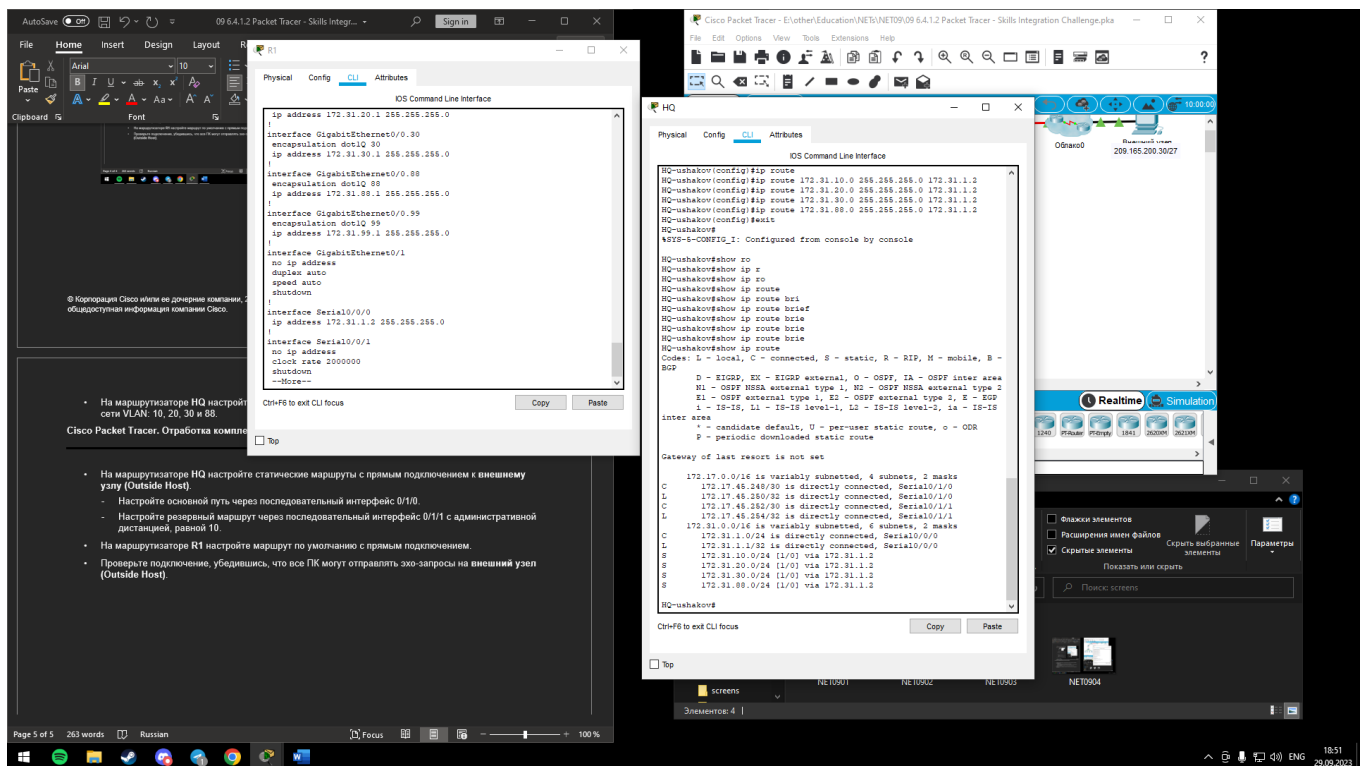 AutoSave
Off
09 6.4.1.2 Packet Tracer - Skills Integr...
Sign in
File Home Insert Design Layout R
Paste
Arial
10
Clipboard
Font
© Корпорация Cisco и/или ее дочерние компании, 2
общедоступная информация компании Cisco.
• На маршрутизаторе HQ настройт
сети VLAN: 10, 20, 30 и 88.
Cisco Packet Tracer. Отработка компле
• На маршрутизаторе HQ настройте статические маршруты с прямым подключением к внешнему
узлу (Outside Host).
- Настройте основной путь через последовательный интерфейс 0/1/0.
- Настройте резервный маршрут через последовательный интерфейс 0/1/1 с административной
дистанцией, равной 10.
• На маршрутизаторе R1 настройте маршрут по умолчанию с прямым подключением.
• Проверьте подключение, убедившись, что все ПК могут отправлять эхо-запросы на внешний узел
(Outside Host).
Page 5 of 5 263 words Russian Focus 100 %
R1
Physical Config CLI Attributes
IOS Command Line Interface
ip address 172.31.20.1 255.255.255.0
!
interface GigabitEthernet0/0.30
encapsulation dot1Q 30
ip address 172.31.30.1 255.255.255.0
!
interface GigabitEthernet0/0.88
encapsulation dot1Q 88
ip address 172.31.88.1 255.255.255.0
!
interface GigabitEthernet0/0.99
encapsulation dot1Q 99
ip address 172.31.99.1 255.255.255.0
!
interface GigabitEthernet0/1
no ip address
duplex auto
speed auto
shutdown
!
interface Serial0/0/0
ip address 172.31.1.2 255.255.255.0
!
interface Serial0/0/1
no ip address
clock rate 2000000
shutdown
--More--
Ctrl+F6 to exit CLI focus
Copy
Paste
Top
Cisco Packet Tracer - E:\other\Education\NETs\NET09\09 6.4.1.2 Packet Tracer - Skills Integration Challenge.pka
File Edit Options View Tools Extensions Help
10:00:00
Облако0
209.165.200.30/27
Realtime
Simulation
1240 PT-Router PT-Empty 1841 2620XM 2621XM
HQ
Physical Config CLI Attributes
IOS Command Line Interface
HQ-ushakov(config)#ip route
HQ-ushakov(config)#ip route 172.31.10.0 255.255.255.0 172.31.1.2
HQ-ushakov(config)#ip route 172.31.20.0 255.255.255.0 172.31.1.2
HQ-ushakov(config)#ip route 172.31.30.0 255.255.255.0 172.31.1.2
HQ-ushakov(config)#ip route 172.31.88.0 255.255.255.0 172.31.1.2
HQ-ushakov(config)#exit
HQ-ushakov#
%SYS-5-CONFIG_I: Configured from console by console
HQ-ushakov#show ro
HQ-ushakov#show ip r
HQ-ushakov#show ip ro
HQ-ushakov#show ip route
HQ-ushakov#show ip route bri
HQ-ushakov#show ip route brief
HQ-ushakov#show ip route brie
HQ-ushakov#show ip route brie
HQ-ushakov#show ip route
Codes: L - local, C - connected, S - static, R - RIP, M - mobile, B -
BGP
D - EIGRP, EX - EIGRP external, O - OSPF, IA - OSPF inter area
N1 - OSPF NSSA external type 1, N2 - OSPF NSSA external type 2
E1 - OSPF external type 1, E2 - OSPF external type 2, E - EGP
i - IS-IS, L1 - IS-IS level-1, L2 - IS-IS level-2, ia - IS-IS
inter area
* - candidate default, U - per-user static route, o - ODR
P - periodic downloaded static route
Gateway of last resort is not set
172.17.0.0/16 is variably subnetted, 4 subnets, 2 masks
C 172.17.45.248/30 is directly connected, Serial0/1/0
L 172.17.45.250/32 is directly connected, Serial0/1/0
C 172.17.45.252/30 is directly connected, Serial0/1/1
L 172.17.45.254/32 is directly connected, Serial0/1/1
172.31.0.0/16 is variably subnetted, 6 subnets, 2 masks
C 172.31.1.0/24 is directly connected, Serial0/0/0
L 172.31.1.1/32 is directly connected, Serial0/0/0
S 172.31.10.0/24 [1/0] via 172.31.1.2
S 172.31.20.0/24 [1/0] via 172.31.1.2
S 172.31.30.0/24 [1/0] via 172.31.1.2
S 172.31.88.0/24 [1/0] via 172.31.1.2
HQ-ushakov#
Ctrl+F6 to exit CLI focus
Copy
Paste
Top
Флажки элементов
Расширения имен файлов
Скрытые элементы
Скрыть выбранные
элементы
Параметры
Показать или скрыть
Поиск: screens
NET0901 NET0902 NET0903 NET0904
screens
Элементов: 4
ENG
18:51
29.09.2023